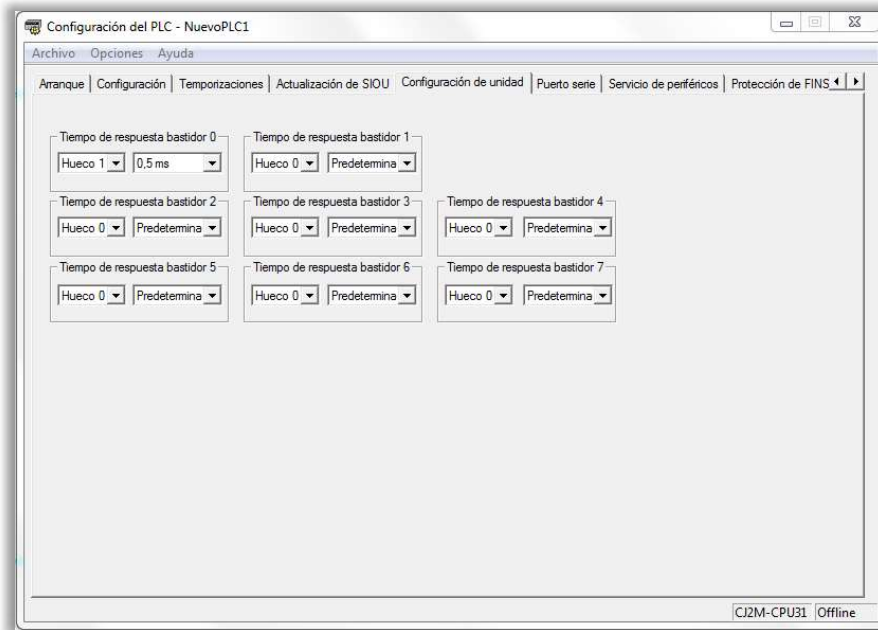 Configuración del PLC - NuevoPLC1
Archivo Opciones Ayuda
Arranque Configuración Temporizaciones Actualización de SIOU Configuración de unidad Puerto serie Servicio de periféricos Protección de FINS
Tiempo de respuesta bastidor 0 Tiempo de respuesta bastidor 1
Hueco 1 0,5 ms Hueco 0 Predetermina
Tiempo de respuesta bastidor 2 Tiempo de respuesta bastidor 3 Tiempo de respuesta bastidor 4
Hueco 0 Predetermina Hueco 0 Predetermina Hueco 0 Predetermina
Tiempo de respuesta bastidor 5 Tiempo de respuesta bastidor 6 Tiempo de respuesta bastidor 7
Hueco 0 Predetermina Hueco 0 Predetermina Hueco 0 Predetermina
CJ2M-CPU31 Offline